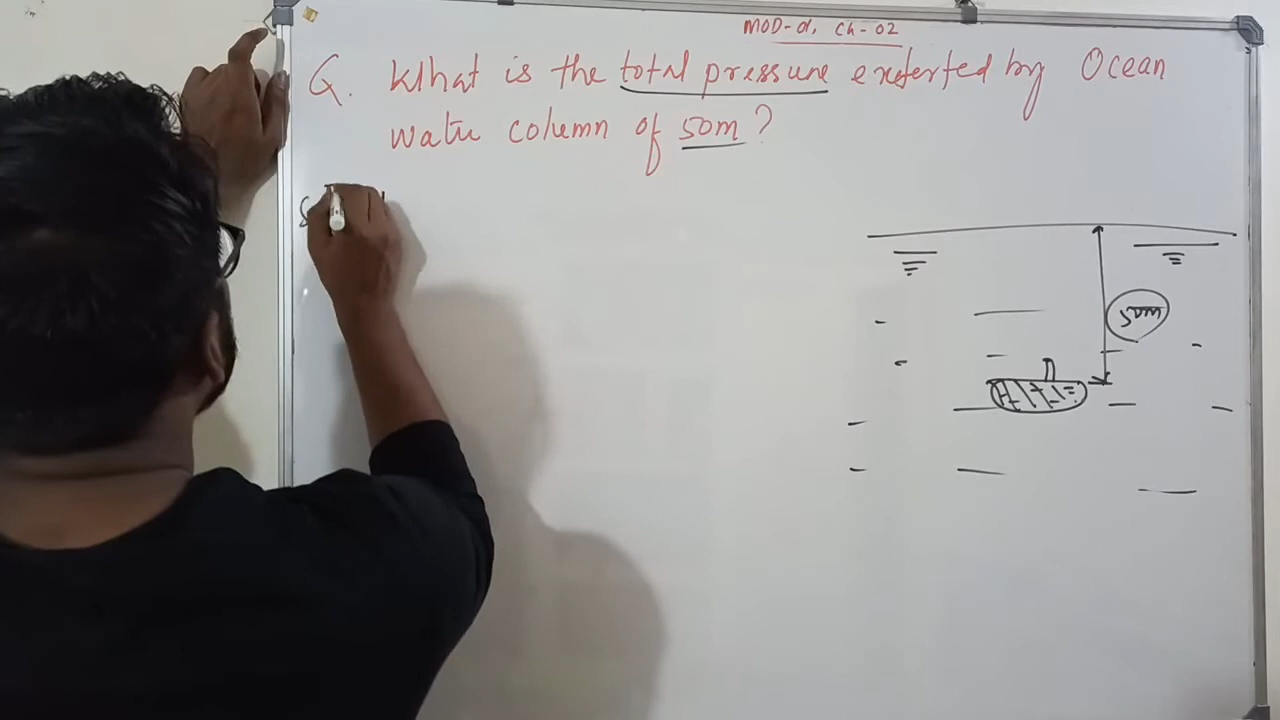 MOD-01, Ch-02
Q. What is the total pressure exerted by Ocean
water column of 50m?
50m